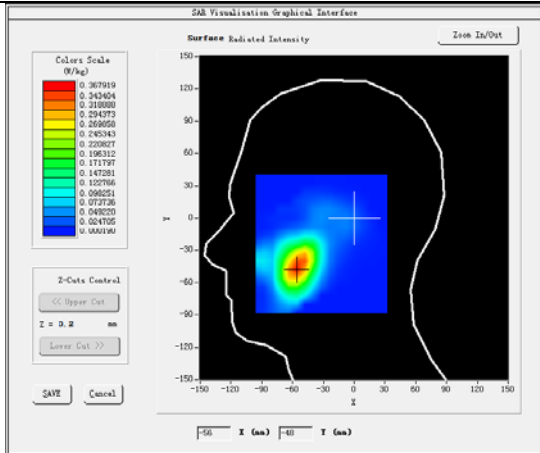 SAR Visualisation Graphical Interface
Surface Radiated Intensity
Zoom In/Out
Colors Scale
(W/kg)
0.367919
0.343404
0.318888
0.294373
0.269858
0.245343
0.220827
0.196312
0.171797
0.147281
0.122766
0.098251
0.073736
0.049220
0.024705
0.000190
150
120
90
60
30
0
-30
-60
-90
-120
-150
Y
-150 -120 -90 -60 -30 0 30 60 90 120 150
X
Z-Cuts Control
<< Upper Cut
Z = 3.2 mm
Lower Cut >>
SAVE Cancel
-56 X (mm) -48 Y (mm)